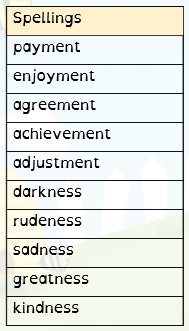 Spellings
payment
enjoyment
agreement
achievement
adjustment
darkness
rudeness
sadness
greatness
kindness